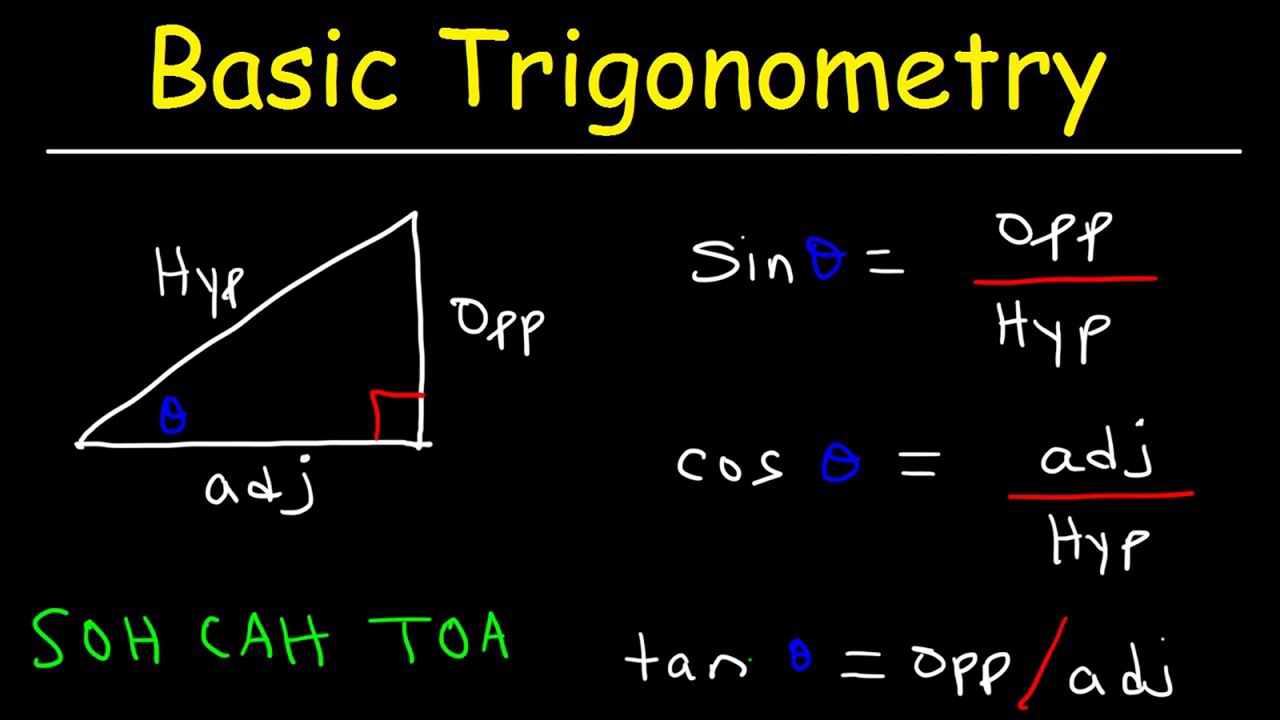 Basic Trigonometry
Hyp
Opp
θ
adj
SOH CAH TOA
Sin θ = Opp
Hyp
cos θ = adj
Hyp
tan θ = Opp / adj